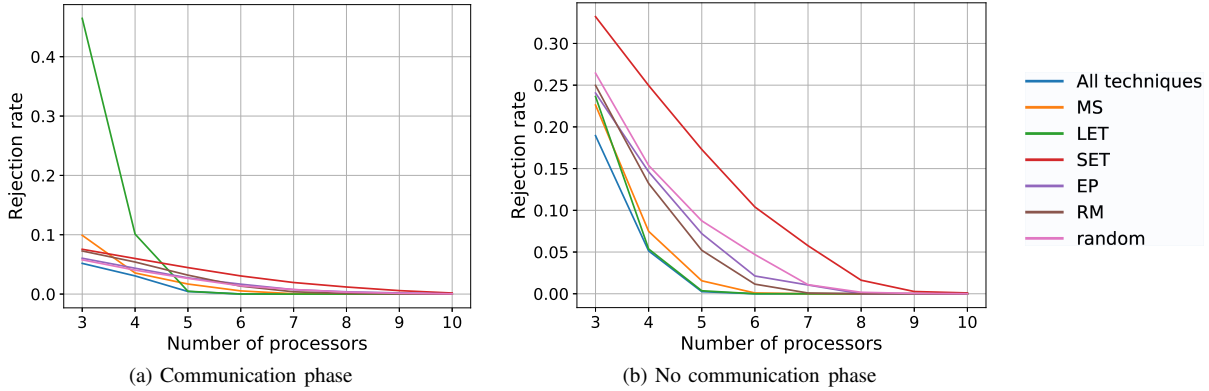 Rejection rate
0.4
0.3
0.2
0.1
0.0
3 4 5 6 7 8 9 10
Number of processors
(a) Communication phase
Rejection rate
0.30
0.25
0.20
0.15
0.10
0.05
0.00
3 4 5 6 7 8 9 10
Number of processors
(b) No communication phase
All techniques
MS
LET
SET
EP
RM
random